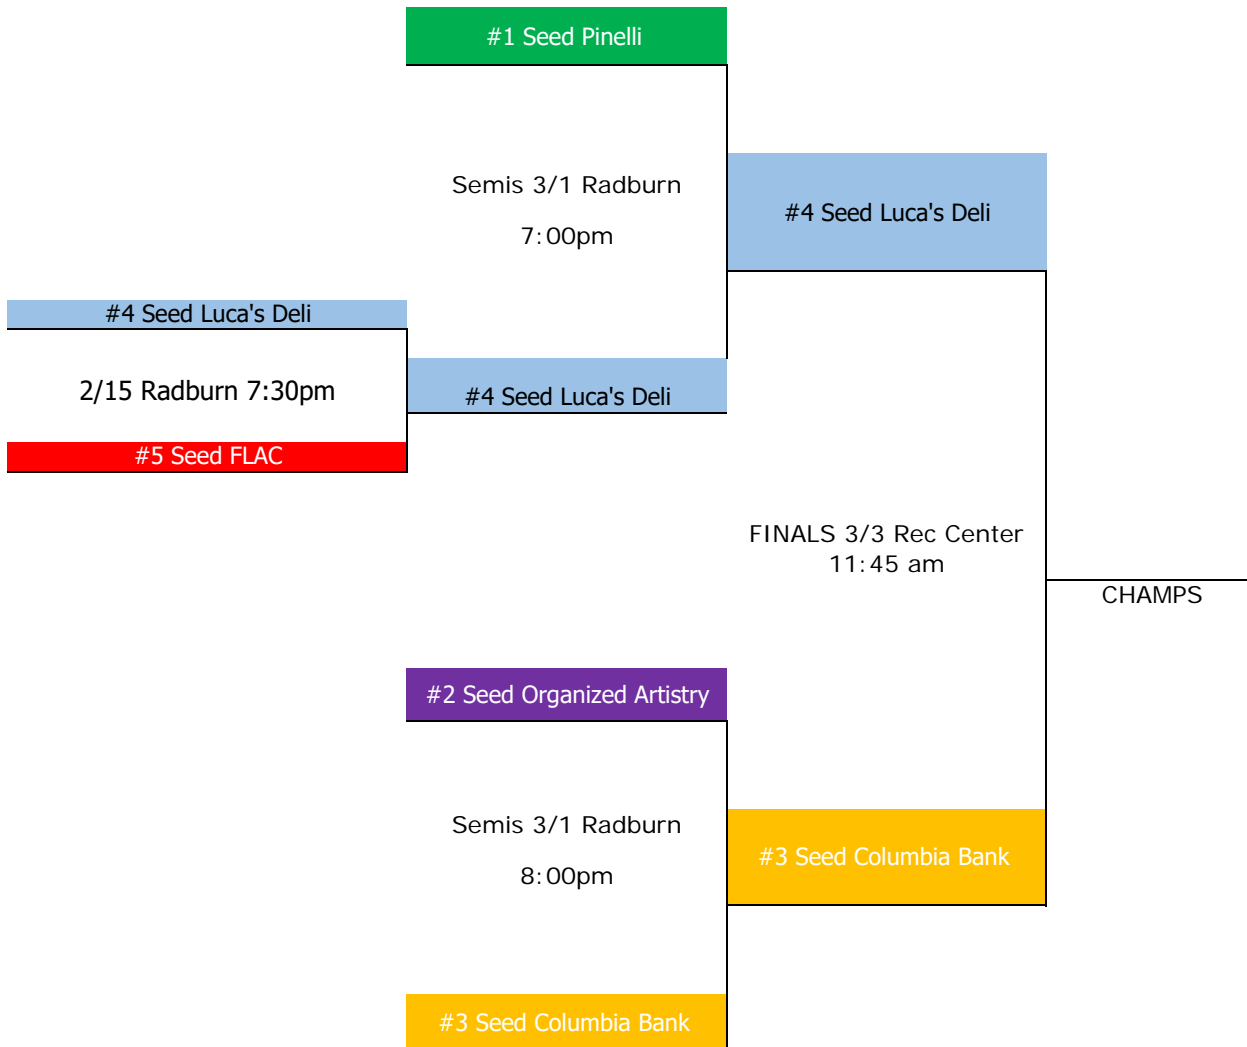 #1 Seed Pinelli
Semis 3/1 Radburn
7:00pm
#4 Seed Luca's Deli
#4 Seed Luca's Deli
2/15 Radburn 7:30pm
#4 Seed Luca's Deli
#5 Seed FLAC
FINALS 3/3 Rec Center
11:45 am
CHAMPS
#2 Seed Organized Artistry
Semis 3/1 Radburn
8:00pm
#3 Seed Columbia Bank
#3 Seed Columbia Bank